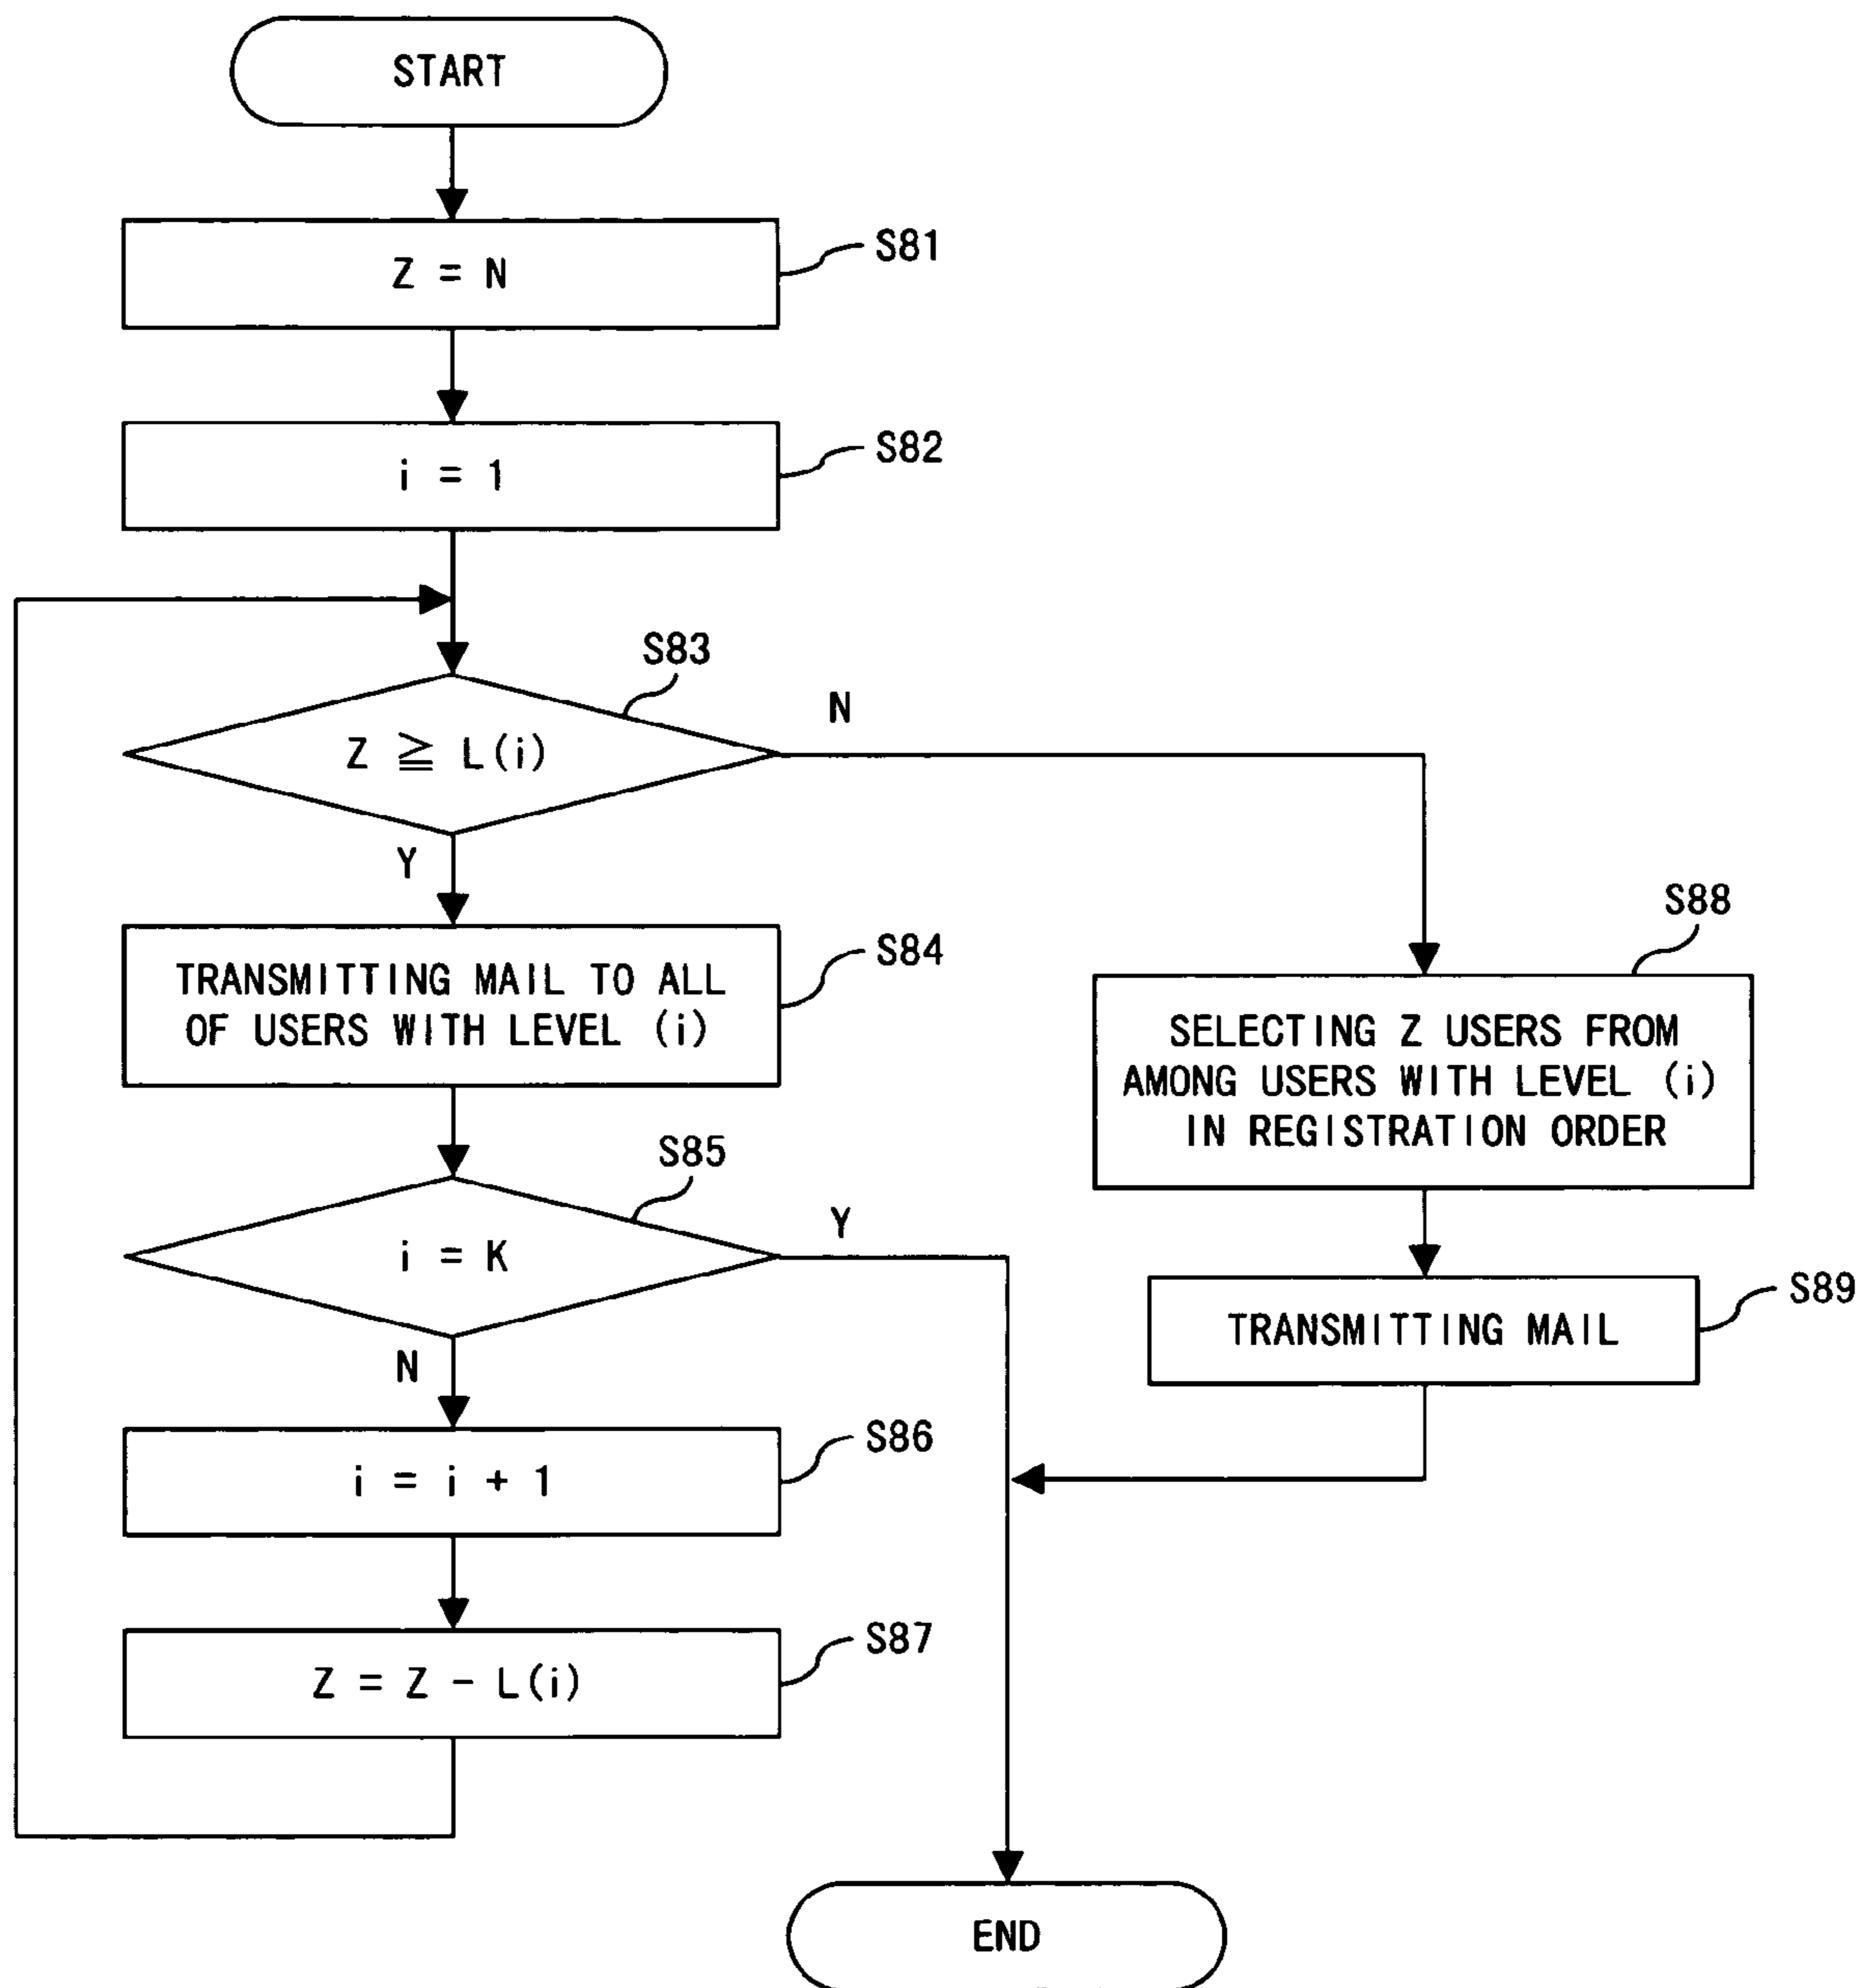 START
Z = N
S81
i = 1
S82
S83
Z ≧ L(i)
N
Y
TRANSMITTING MAIL TO ALL
OF USERS WITH LEVEL (i)
S84
S88
SELECTING Z USERS FROM
AMONG USERS WITH LEVEL (i)
IN REGISTRATION ORDER
S85
i = K
Y
N
TRANSMITTING MAIL
S89
i = i + 1
S86
Z = Z - L(i)
S87
END